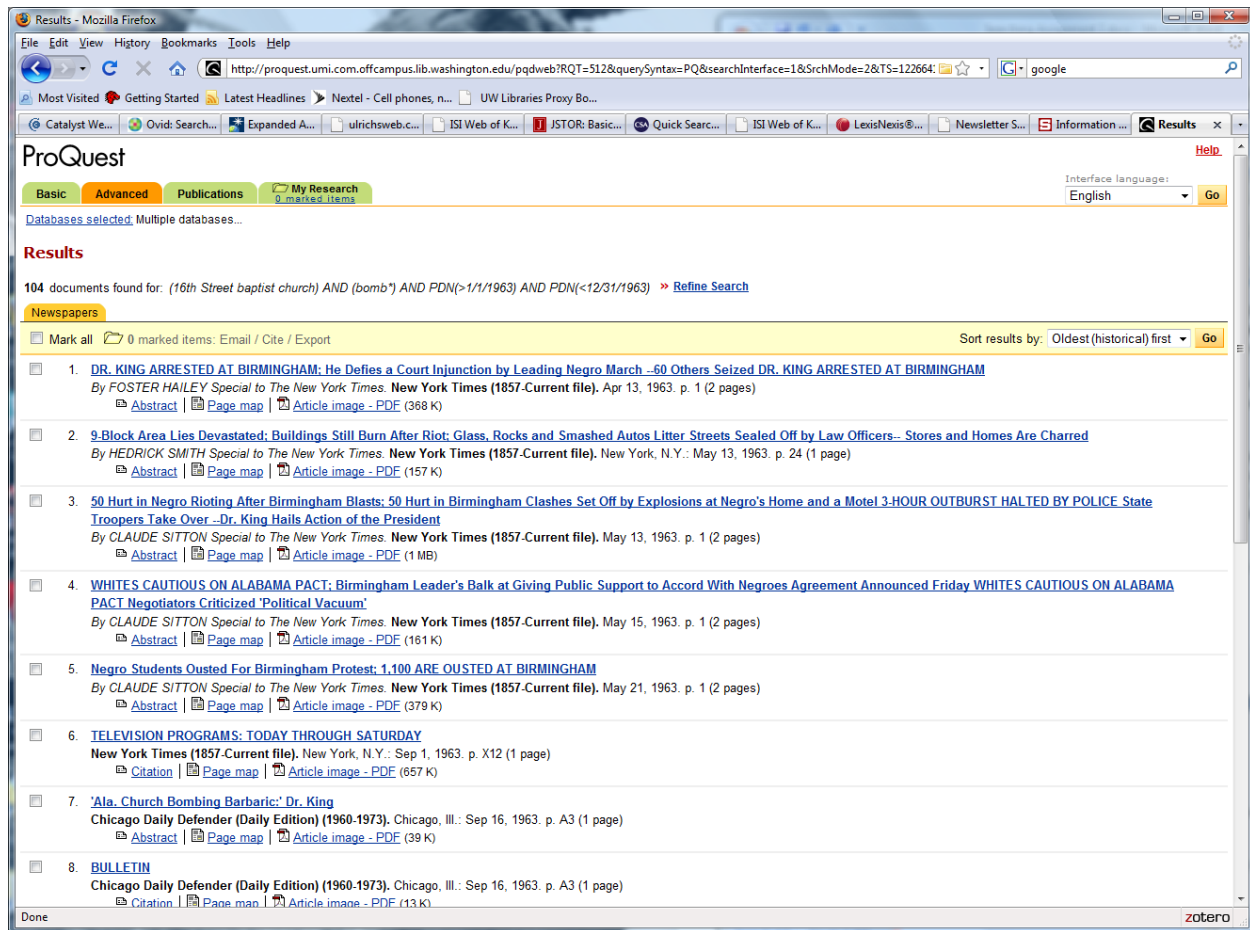 Results - Mozilla Firefox
File Edit View History Bookmarks Tools Help
http://proquest.umi.com.offcampus.lib.washington.edu/pqdweb?RQT=512&querySyntax=PQ&searchInterface=1&SrchMode=2&TS=122664: google
Most Visited Getting Started Latest Headlines Nextel - Cell phones, n... UW Libraries Proxy Bo...
Catalyst We... Ovid: Search... Expanded A... ulrichsweb.c... ISI Web of K... JSTOR: Basic... Quick Searc... ISI Web of K... LexisNexis®... Newsletter S... Information ... Results
ProQuest
Help
Basic Advanced Publications My Research
0 marked items
Interface language:
English Go
Databases selected: Multiple databases...
Results
104 documents found for: (16th Street baptist church) AND (bomb*) AND PDN(>1/1/1963) AND PDN(<12/31/1963) » Refine Search
Newspapers
Mark all 0 marked items: Email / Cite / Export Sort results by: Oldest (historical) first Go
1. DR. KING ARRESTED AT BIRMINGHAM; He Defies a Court Injunction by Leading Negro March --60 Others Seized DR. KING ARRESTED AT BIRMINGHAM
By FOSTER HAILEY Special to The New York Times. New York Times (1857-Current file). Apr 13, 1963. p. 1 (2 pages)
Abstract | Page map | Article image - PDF (368 K)
2. 9-Block Area Lies Devastated; Buildings Still Burn After Riot; Glass, Rocks and Smashed Autos Litter Streets Sealed Off by Law Officers-- Stores and Homes Are Charred
By HEDRICK SMITH Special to The New York Times. New York Times (1857-Current file). New York, N.Y.: May 13, 1963. p. 24 (1 page)
Abstract | Page map | Article image - PDF (157 K)
3. 50 Hurt in Negro Rioting After Birmingham Blasts; 50 Hurt in Birmingham Clashes Set Off by Explosions at Negro's Home and a Motel 3-HOUR OUTBURST HALTED BY POLICE State
Troopers Take Over --Dr. King Hails Action of the President
By CLAUDE SITTON Special to The New York Times. New York Times (1857-Current file). May 13, 1963. p. 1 (2 pages)
Abstract | Page map | Article image - PDF (1 MB)
4. WHITES CAUTIOUS ON ALABAMA PACT; Birmingham Leader's Balk at Giving Public Support to Accord With Negroes Agreement Announced Friday WHITES CAUTIOUS ON ALABAMA
PACT Negotiators Criticized 'Political Vacuum'
By CLAUDE SITTON Special to The New York Times. New York Times (1857-Current file). May 15, 1963. p. 1 (2 pages)
Abstract | Page map | Article image - PDF (161 K)
5. Negro Students Ousted For Birmingham Protest; 1,100 ARE OUSTED AT BIRMINGHAM
By CLAUDE SITTON Special to The New York Times. New York Times (1857-Current file). May 21, 1963. p. 1 (2 pages)
Abstract | Page map | Article image - PDF (379 K)
6. TELEVISION PROGRAMS: TODAY THROUGH SATURDAY
New York Times (1857-Current file). New York, N.Y.: Sep 1, 1963. p. X12 (1 page)
Citation | Page map | Article image - PDF (657 K)
7. 'Ala. Church Bombing Barbaric:' Dr. King
Chicago Daily Defender (Daily Edition) (1960-1973). Chicago, Ill.: Sep 16, 1963. p. A3 (1 page)
Abstract | Page map | Article image - PDF (39 K)
8. BULLETIN
Chicago Daily Defender (Daily Edition) (1960-1973). Chicago, Ill.: Sep 16, 1963. p. A3 (1 page)
Citation | Page map | Article image - PDF (13 K)
Done zotero